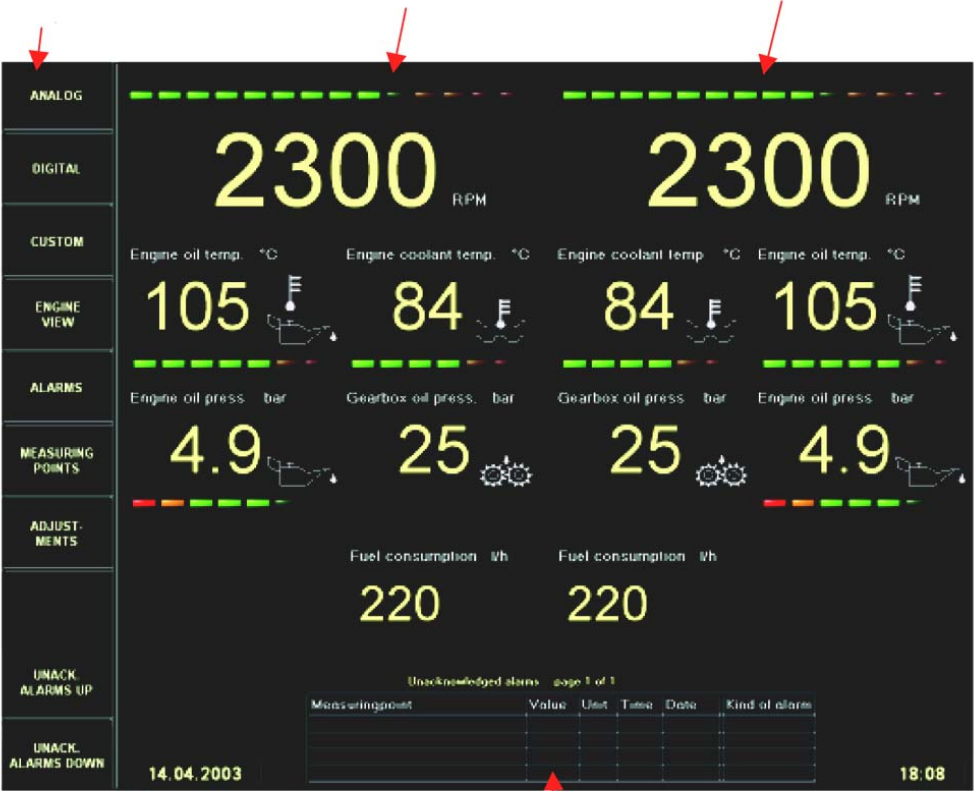 ANALOG
DIGITAL
CUSTOM
ENGINE
VIEW
ALARMS
MEASURING
POINTS
ADJUST-
MENTS
UNACK.
ALARMS UP
UNACK.
ALARMS DOWN
2300 RPM
2300 RPM
Engine oil temp. °C
Engine coolant temp. °C
Engine coolant temp °C
Engine oil temp. °C
105
84
84
105
Engine oil press bar
Gearbox oil press. bar
Gearbox oil press bar
Engine oil press bar
4.9
25
25
4.9
Fuel consumption l/h
Fuel consumption l/h
220
220
Unacknowledged alarms page 1 of 1
Measuringpoint Value Unit Time Date Kind of alarm
14.04.2003
18:08